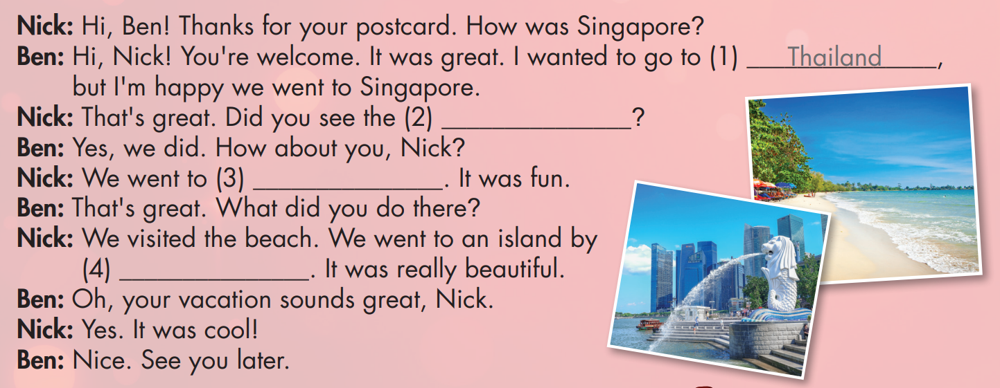 Nick: Hi, Ben! Thanks for your postcard. How was Singapore?
Ben: Hi, Nick! You're welcome. It was great. I wanted to go to (1) ____Thailand____,
but I'm happy we went to Singapore.
Nick: That's great. Did you see the (2) _______________?
Ben: Yes, we did. How about you, Nick?
Nick: We went to (3) _______________. It was fun.
Ben: That's great. What did you do there?
Nick: We visited the beach. We went to an island by
(4) _______________. It was really beautiful.
Ben: Oh, your vacation sounds great, Nick.
Nick: Yes. It was cool!
Ben: Nice. See you later.